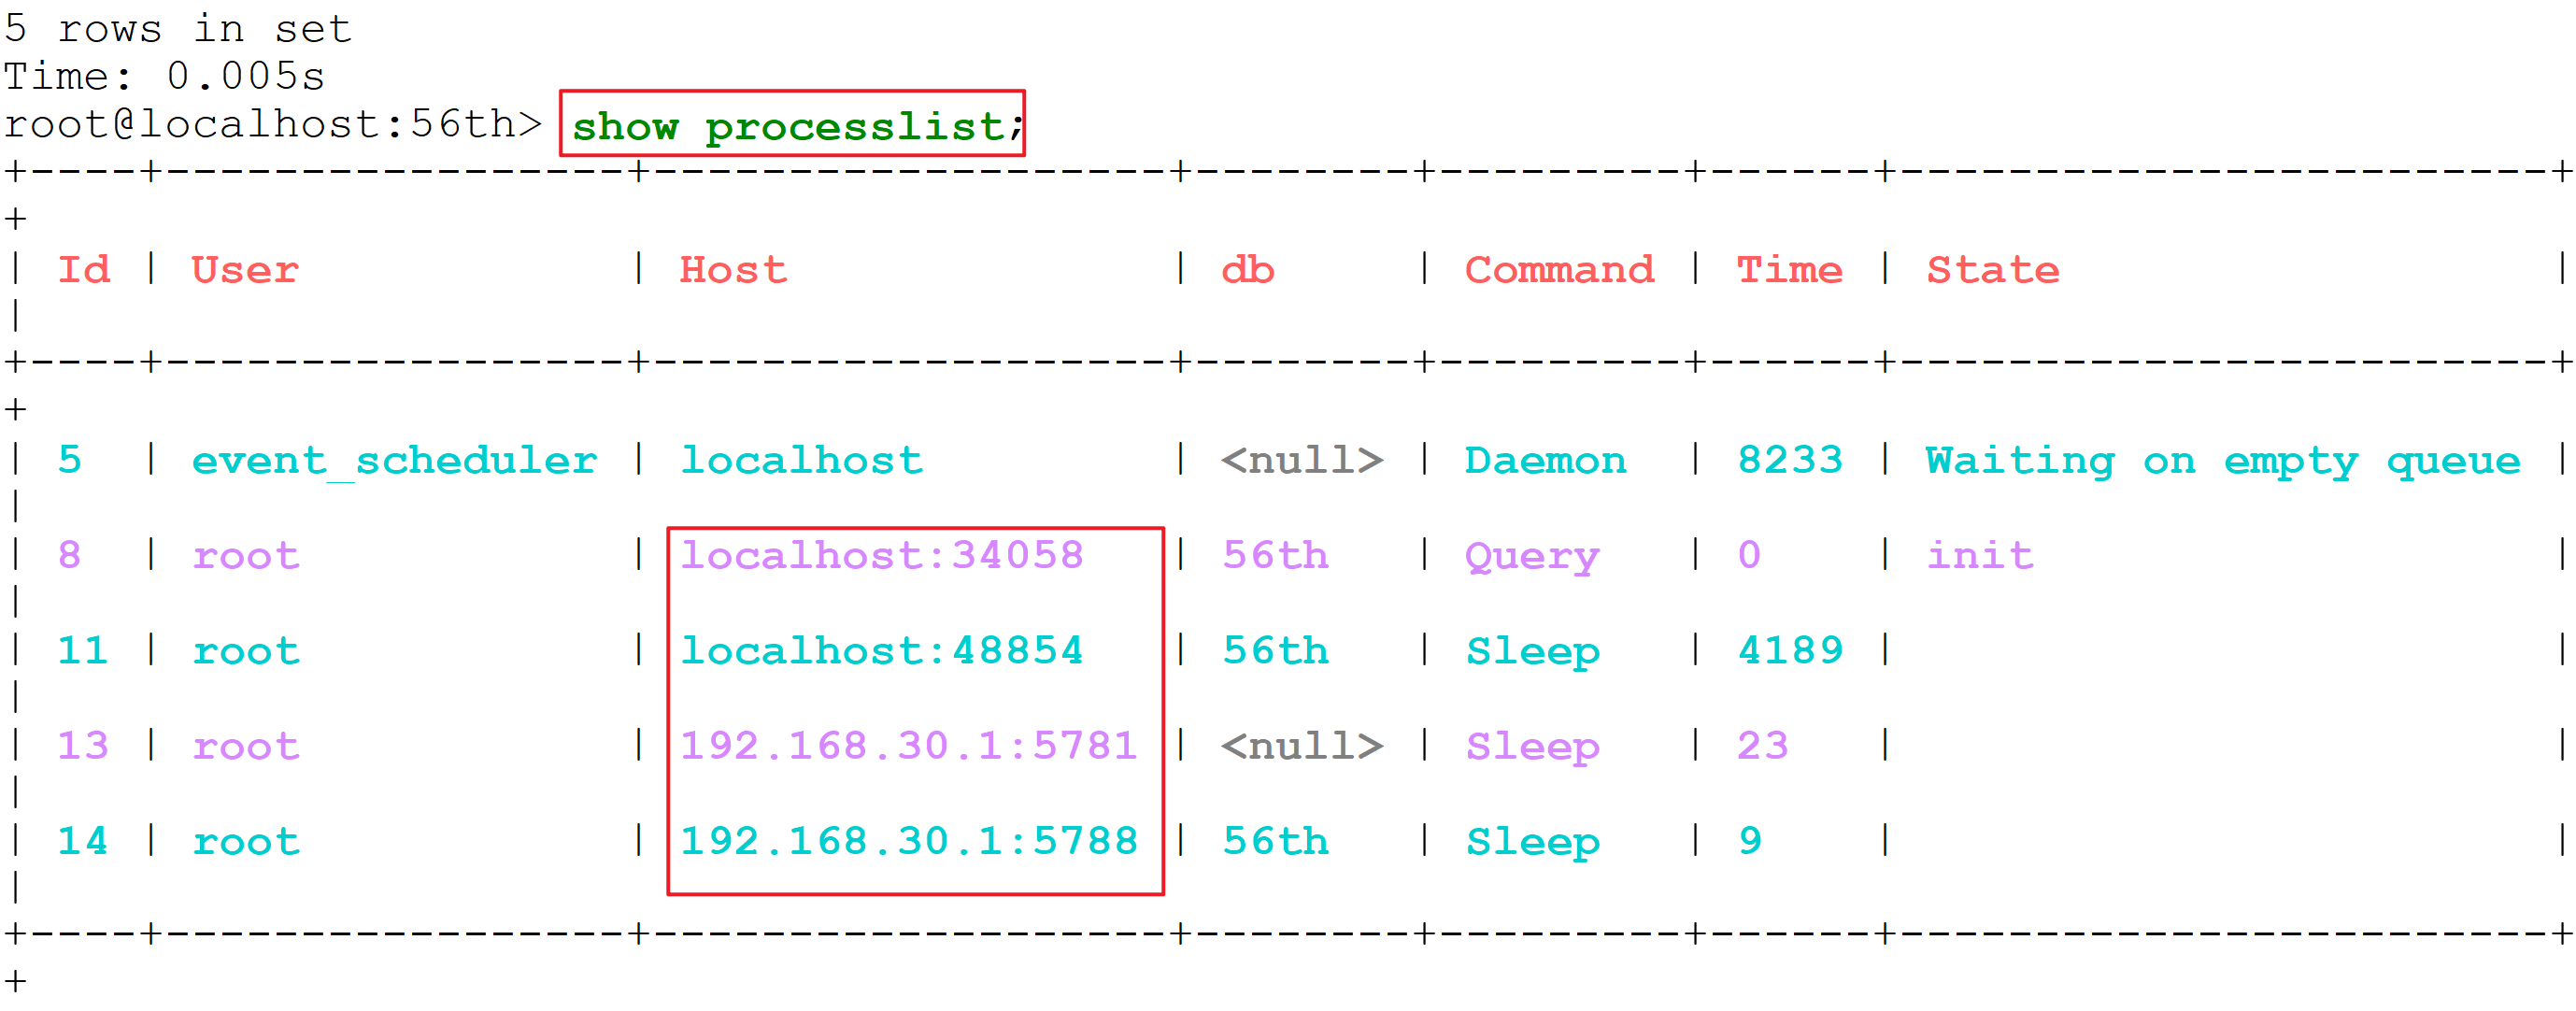 5 rows in set
Time: 0.005s
root@localhost:56th> show processlist;
+----+-----------------+-------------------+--------+---------+------+------------------------+
+
| Id | User            | Host              | db     | Command | Time | State                  |
|
+----+-----------------+-------------------+--------+---------+------+------------------------+
+
| 5  | event_scheduler | localhost         | <null> | Daemon  | 8233 | Waiting on empty queue |
|
| 8  | root            | localhost:34058   | 56th   | Query   | 0    | init                   |
|
| 11 | root            | localhost:48854   | 56th   | Sleep   | 4189 |                        |
|
| 13 | root            | 192.168.30.1:5781 | <null> | Sleep   | 23   |                        |
|
| 14 | root            | 192.168.30.1:5788 | 56th   | Sleep   | 9    |                        |
|
+----+-----------------+-------------------+--------+---------+------+------------------------+
+